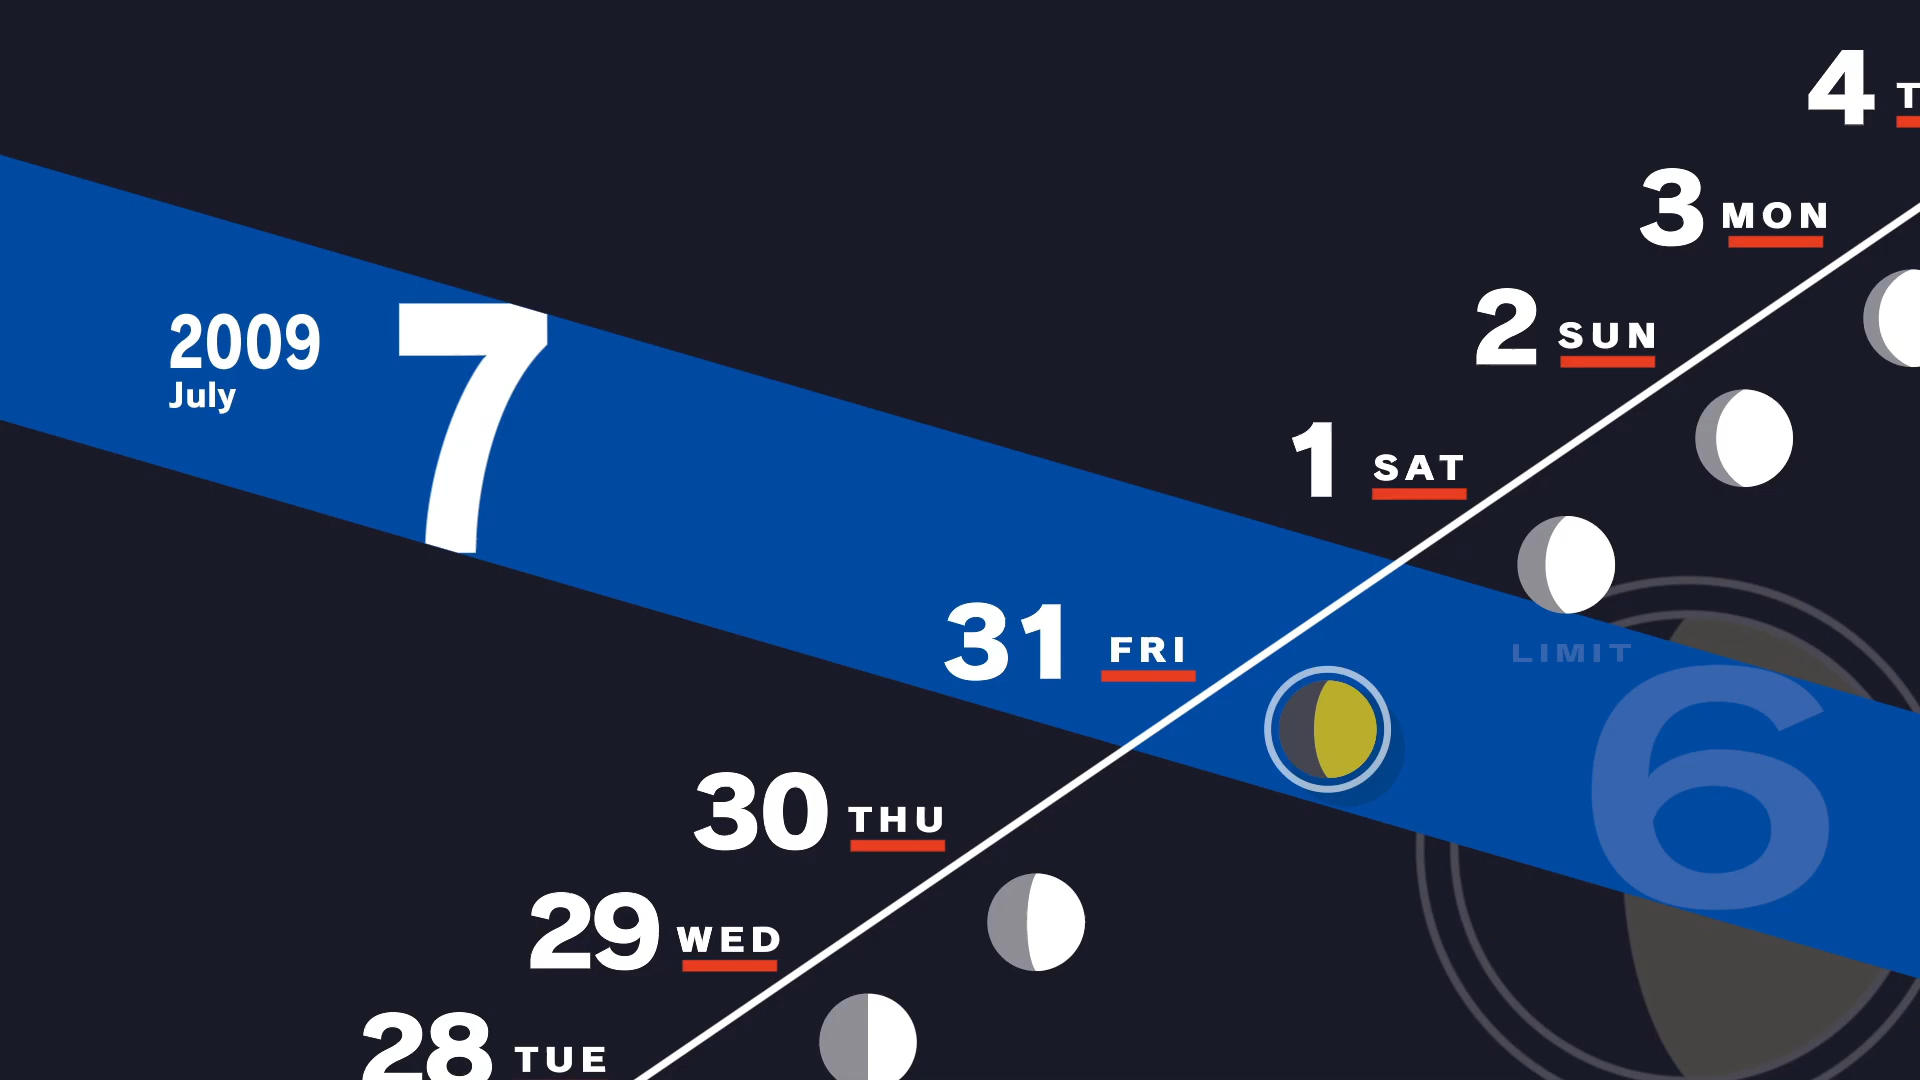 4 T
3 MON
2 SUN
1 SAT
2009
July
7
31 FRI
LIMIT
6
30 THU
29 WED
28 TUE